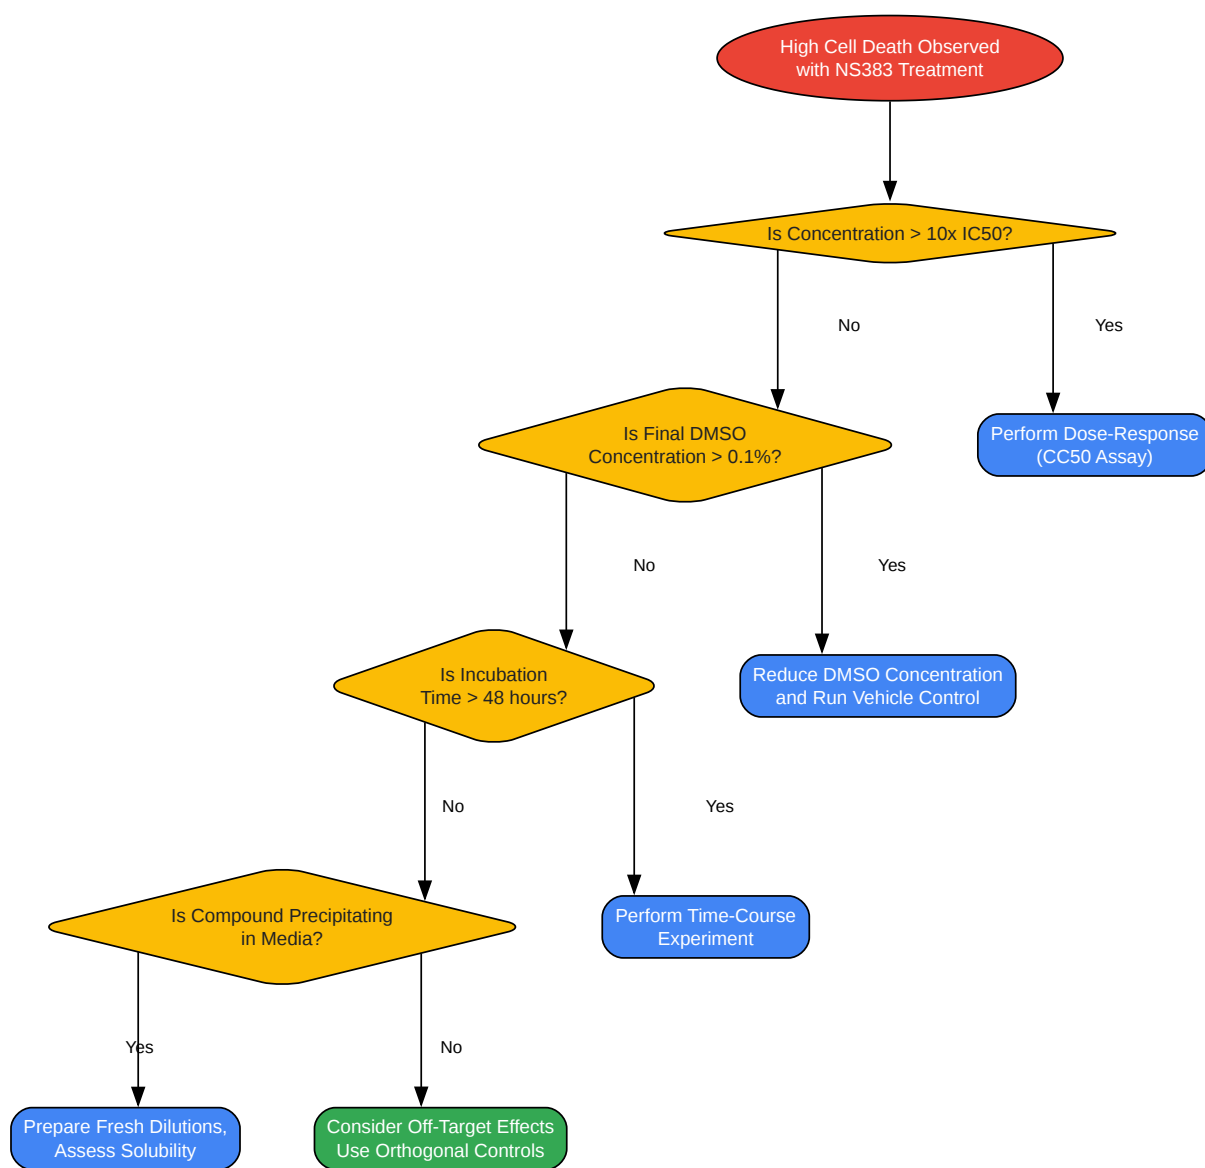 High Cell Death Observed
with NS383 Treatment
Is Concentration > 10x IC50?
No
Yes
Is Final DMSO
Concentration > 0.1%?
Perform Dose-Response
(CC50 Assay)
No
Yes
Is Incubation
Time > 48 hours?
Reduce DMSO Concentration
and Run Vehicle Control
No
Yes
Is Compound Precipitating
in Media?
Perform Time-Course
Experiment
Yes
No
Prepare Fresh Dilutions,
Assess Solubility
Consider Off-Target Effects
Use Orthogonal Controls